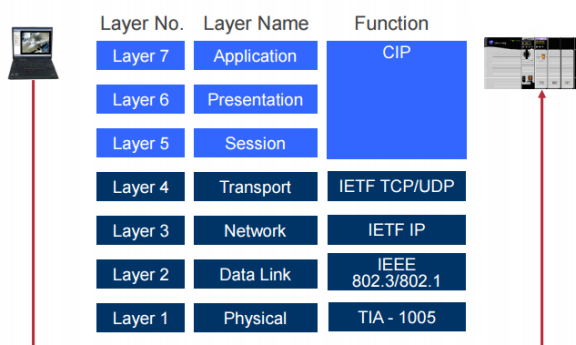 Layer No. Layer Name Function
Layer 7 Application CIP
Layer 6 Presentation
Layer 5 Session
Layer 4 Transport IETF TCP/UDP
Layer 3 Network IETF IP
Layer 2 Data Link IEEE 802.3/802.1
Layer 1 Physical TIA - 1005